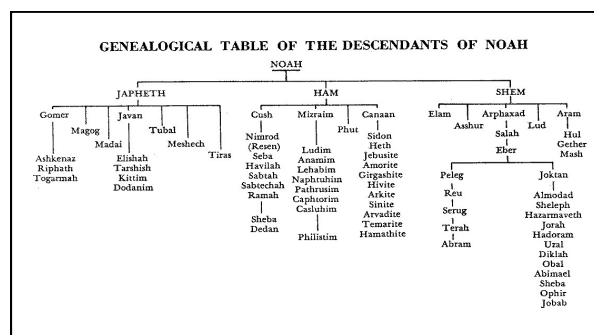 GENEALOGICAL TABLE OF THE DESCENDANTS OF NOAH
NOAH
JAPHETH
HAM
SHEM
Gomer
Magog
Madai
Javan
Tubal
Meshech
Tiras
Ashkenaz
Riphath
Togarmah
Elishah
Tarshish
Kittim
Dodanim
Cush
Mizraim
Phut
Canaan
Nimrod
(Resen)
Seba
Havilah
Sabtah
Sabtechah
Ramah
Sheba
Dedan
Ludim
Anamim
Lehabim
Naphtuhim
Pathrusim
Caphtorim
Casluhim
Philistim
Sidon
Heth
Jebusite
Amorite
Girgashite
Hivite
Arkite
Sinite
Arvadite
Temarite
Hamathite
Elam
Asshur
Arphaxad
Lud
Aram
Salah
Eber
Hul
Gether
Mash
Peleg
Reu
Serug
Terah
Abram
Joktan
Almodad
Sheleph
Hazarmaveth
Jorah
Hadoram
Uzal
Diklah
Obal
Abimael
Sheba
Ophir
Jobab